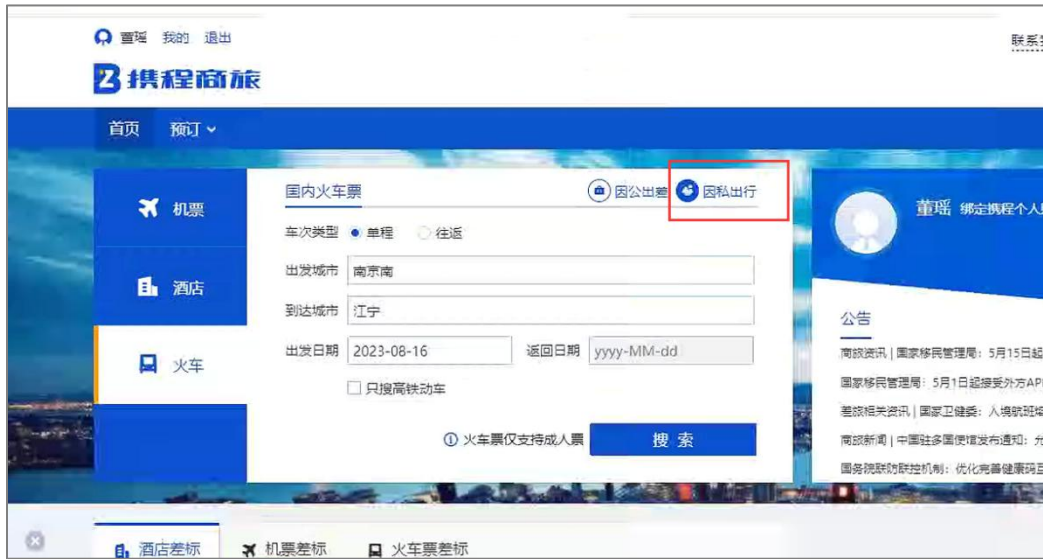 董瑶 我的 退出
携程商旅
首页 预订
机票
酒店
火车
国内火车票
因公出差 因私出行
车次类型 单程 往返
出发城市 南京南
到达城市 江宁
出发日期 2023-08-16 返回日期 yyyy-MM-dd
只搜高铁动车
火车票仅支持成人票 搜 索
联系
董瑶 绑定携程个人
公告
商旅资讯 | 国家移民管理局：5月15日起
国家移民管理局：5月1日起接受外方AP
差旅相关资讯 | 国家卫健委：入境航班熔
商旅新闻 | 中国驻多国使馆发布通知：允
国务院联防联控机制：优化完善健康码互
酒店差标 机票差标 火车票差标